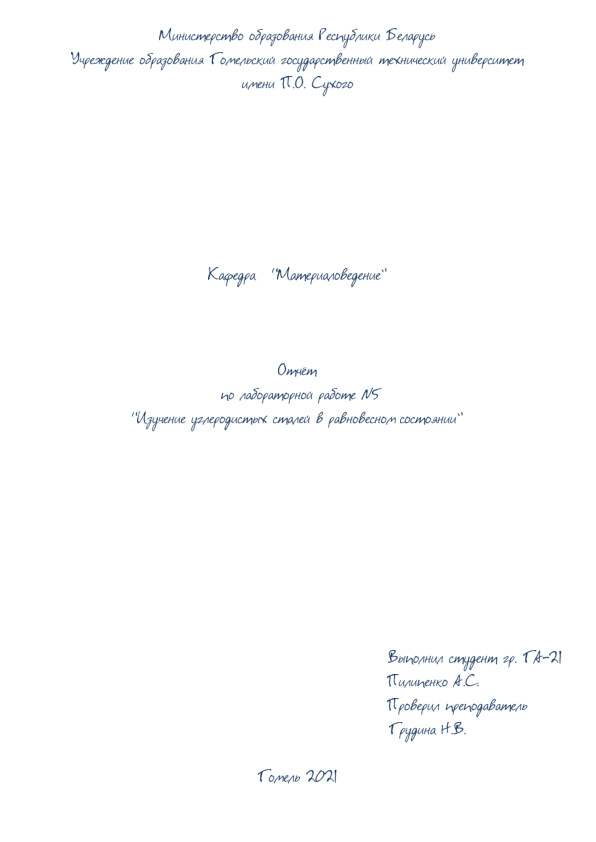 Министерство образования Республики Беларусь
Учреждение образования Гомельский государственный технический университет
имени П.О. Сухого
Кафедра "Материаловедение"
Отчёт
по лабораторной работе N5
"Изучение углеродистых сталей в равновесном состоянии"
Выполнил студент гр. ГА-21
Пилипенко А.С.
Проверил преподаватель
Грудина Н.В.
Гомель 2021